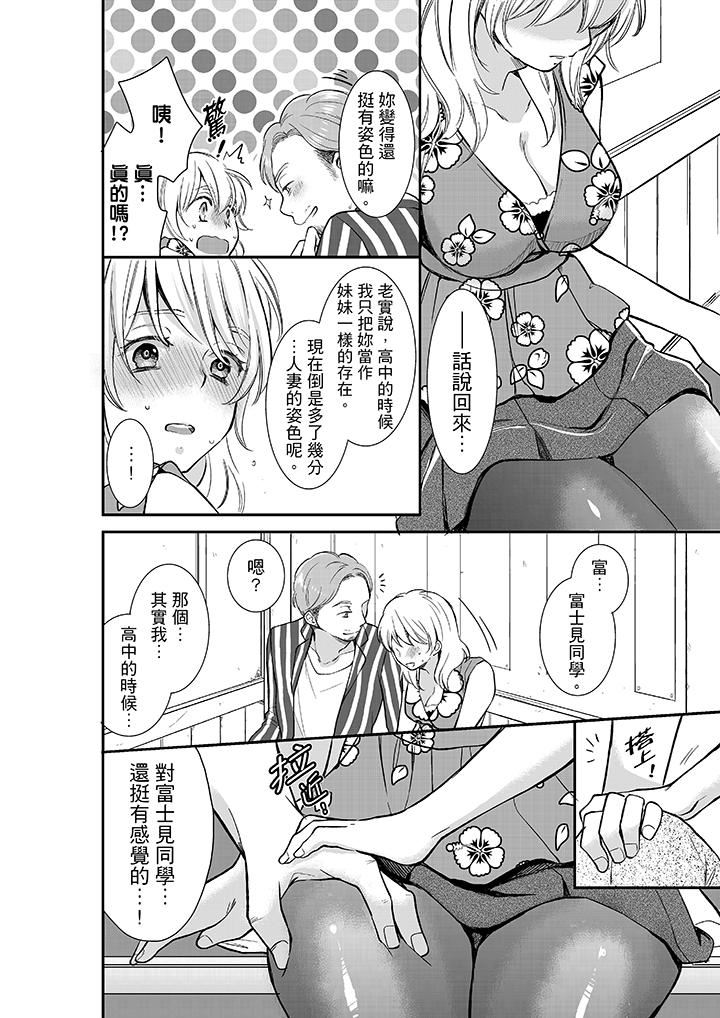 ──話說回來…
妳變得還
挺有姿色的嘛。
驚!
咦！
眞…
眞的嗎!?
老實說，高中的時候
我只把妳當作
妹妹一樣的存在。
現在倒是多了幾分
…人妻的姿色呢。
…！
富…
富士見同學。
嗯？
那個…
其實我…
高中的時候…
搭上!
拉近!
對富士見同學…
還挺有感覺的…！